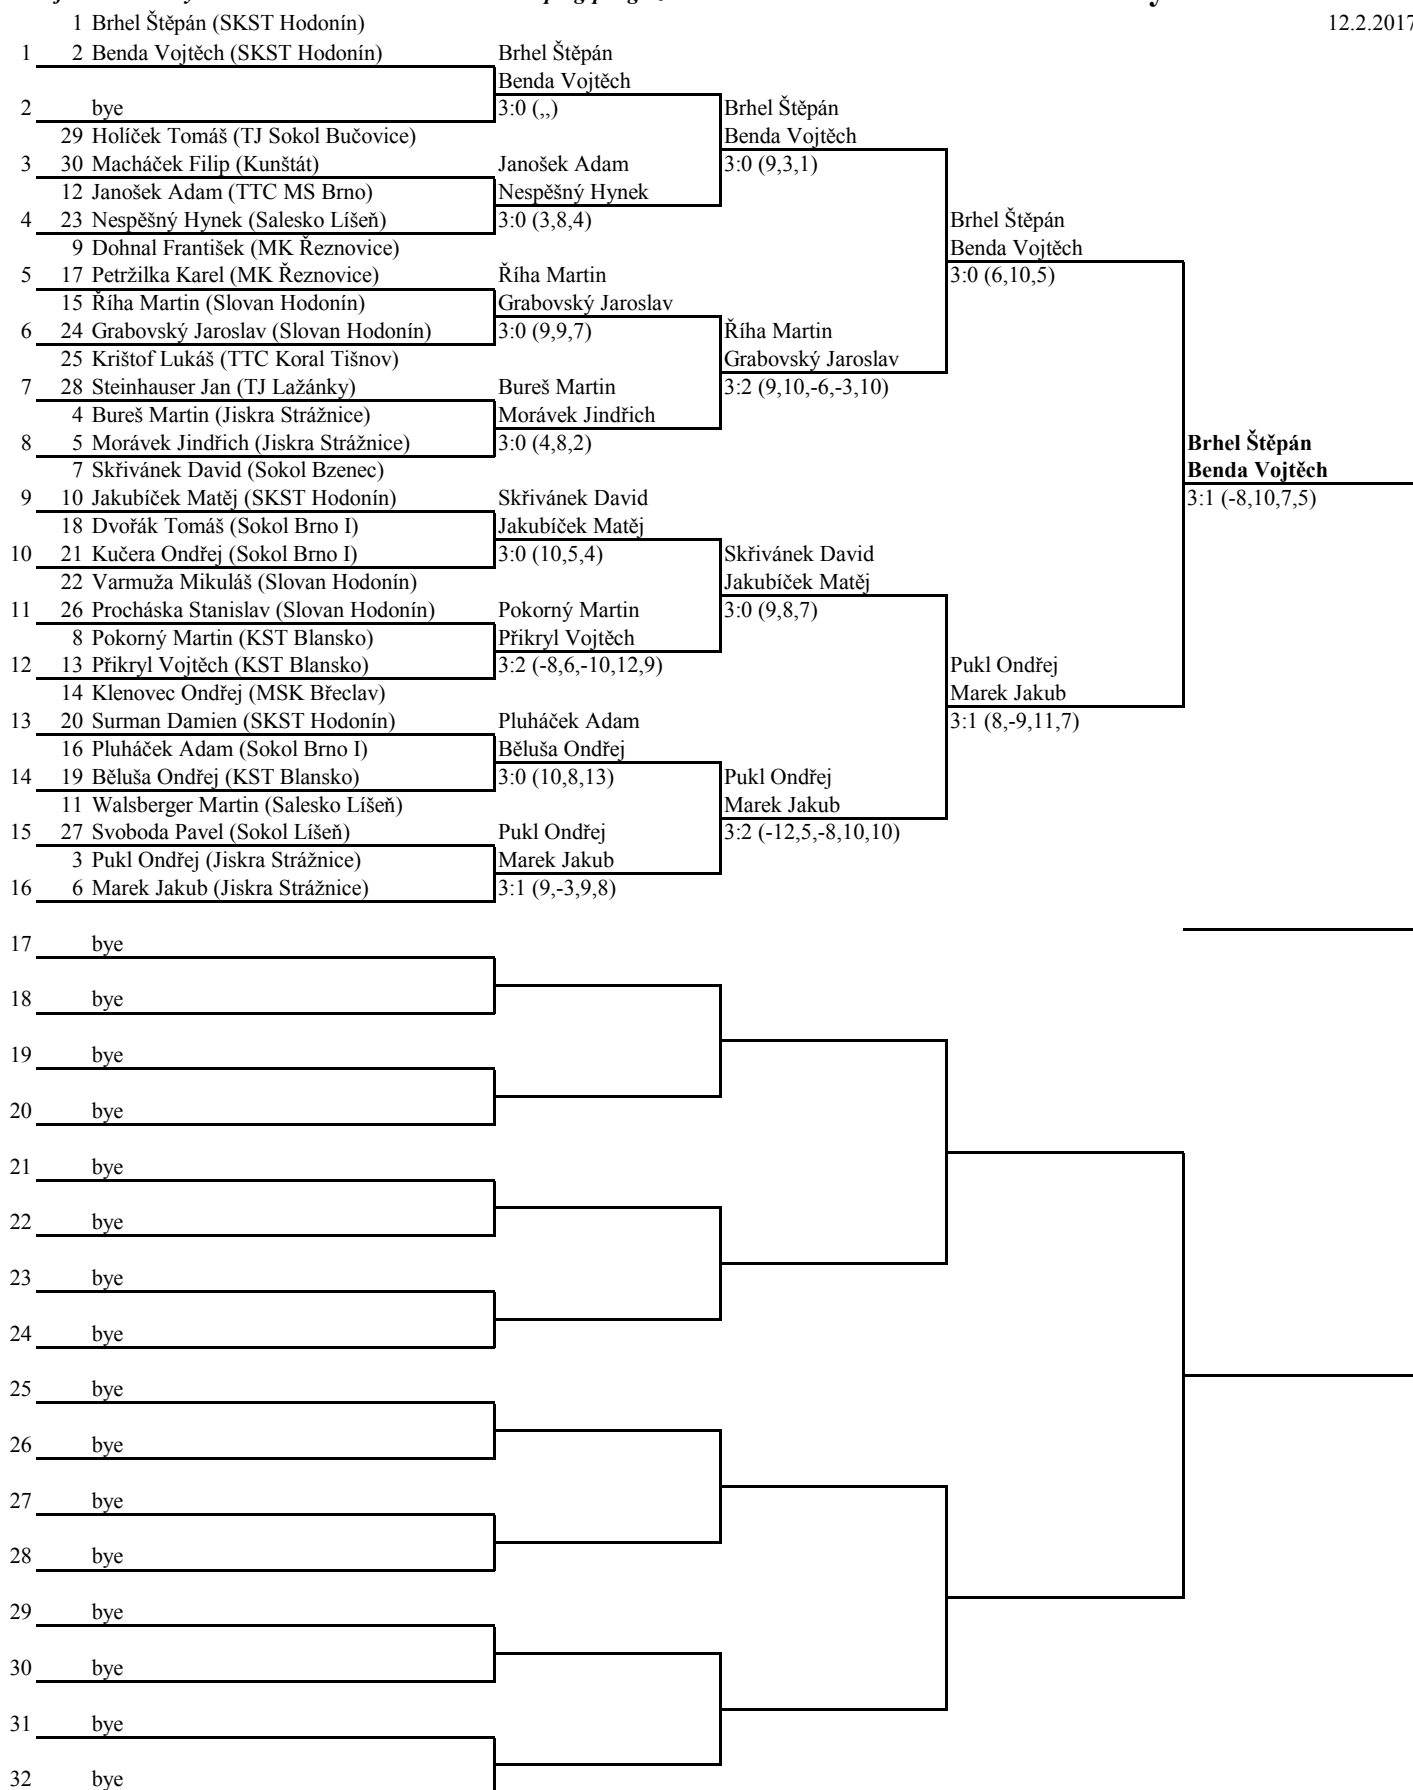 12.2.2017
1 Brhel Štěpán (SKST Hodonín)
1 2 Benda Vojtěch (SKST Hodonín)
2 bye
29 Holíček Tomáš (TJ Sokol Bučovice)
3 30 Macháček Filip (Kunštát)
12 Janošek Adam (TTC MS Brno)
4 23 Nespěšný Hynek (Salesko Líšeň)
9 Dohnal František (MK Řeznovice)
5 17 Petržilka Karel (MK Řeznovice)
15 Říha Martin (Slovan Hodonín)
6 24 Grabovský Jaroslav (Slovan Hodonín)
25 Krištof Lukáš (TTC Koral Tišnov)
7 28 Steinhauser Jan (TJ Lažánky)
4 Bureš Martin (Jiskra Strážnice)
8 5 Morávek Jindřich (Jiskra Strážnice)
7 Skřivánek David (Sokol Bzenec)
9 10 Jakubíček Matěj (SKST Hodonín)
18 Dvořák Tomáš (Sokol Brno I)
10 21 Kučera Ondřej (Sokol Brno I)
22 Varmuža Mikuláš (Slovan Hodonín)
11 26 Procháska Stanislav (Slovan Hodonín)
8 Pokorný Martin (KST Blansko)
12 13 Přikryl Vojtěch (KST Blansko)
14 Klenovec Ondřej (MSK Břeclav)
13 20 Surman Damien (SKST Hodonín)
16 Pluháček Adam (Sokol Brno I)
14 19 Běluša Ondřej (KST Blansko)
11 Walsberger Martin (Salesko Líšeň)
15 27 Svoboda Pavel (Sokol Líšeň)
3 Pukl Ondřej (Jiskra Strážnice)
16 6 Marek Jakub (Jiskra Strážnice)
17 bye
18 bye
19 bye
20 bye
21 bye
22 bye
23 bye
24 bye
25 bye
26 bye
27 bye
28 bye
29 bye
30 bye
31 bye
32 bye
Brhel Štěpán
Benda Vojtěch
3:0 (,,)
Janošek Adam
Nespěšný Hynek
3:0 (3,8,4)
Říha Martin
Grabovský Jaroslav
3:0 (9,9,7)
Bureš Martin
Morávek Jindřich
3:0 (4,8,2)
Skřivánek David
Jakubíček Matěj
3:0 (10,5,4)
Pokorný Martin
Přikryl Vojtěch
3:2 (-8,6,-10,12,9)
Pluháček Adam
Běluša Ondřej
3:0 (10,8,13)
Pukl Ondřej
Marek Jakub
3:1 (9,-3,9,8)
Brhel Štěpán
Benda Vojtěch
3:0 (9,3,1)
Říha Martin
Grabovský Jaroslav
3:2 (9,10,-6,-3,10)
Skřivánek David
Jakubíček Matěj
3:0 (9,8,7)
Pukl Ondřej
Marek Jakub
3:2 (-12,5,-8,10,10)
Brhel Štěpán
Benda Vojtěch
3:0 (6,10,5)
Pukl Ondřej
Marek Jakub
3:1 (8,-9,11,7)
Brhel Štěpán
Benda Vojtěch
3:1 (-8,10,7,5)